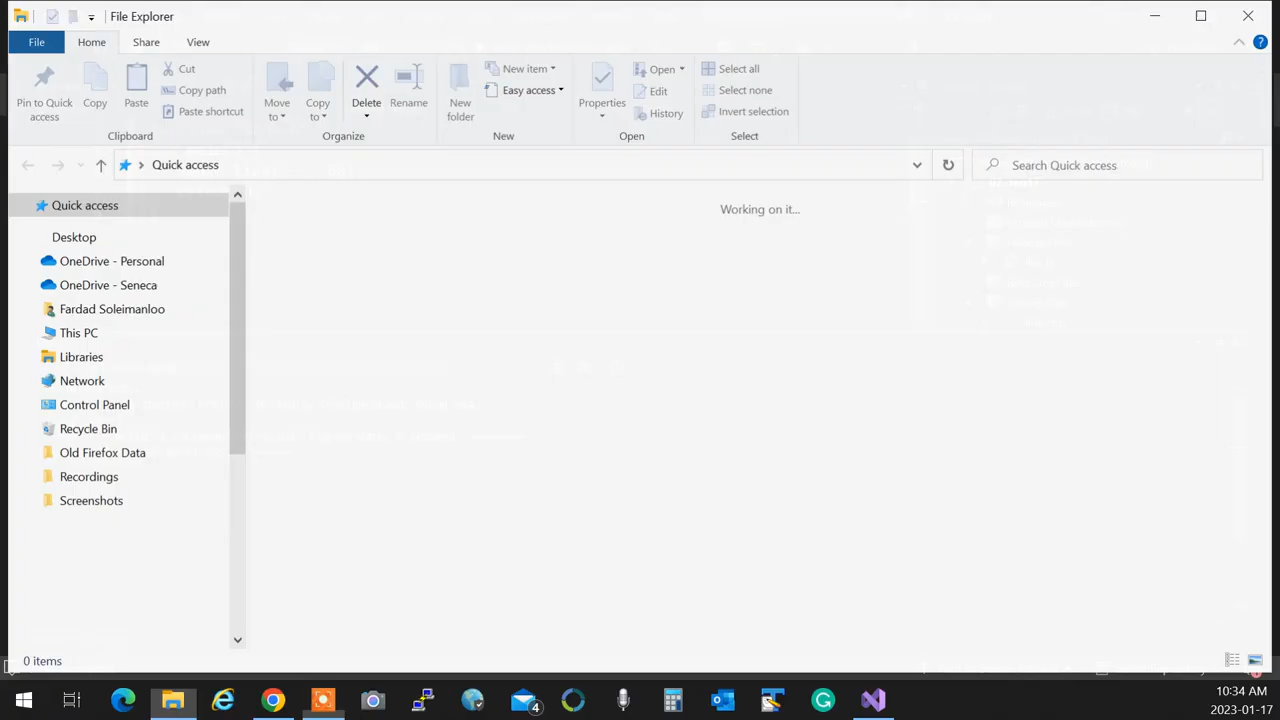 File Explorer
File Home Share View
Pin to Quick access
Copy
Paste
Cut
Copy path
Paste shortcut
Clipboard
Move to
Copy to
Delete
Rename
Organize
New folder
New item
Easy access
New
Properties
Open
Edit
History
Open
Select all
Select none
Invert selection
Select
Quick access
Search Quick access
Quick access
Working on it...
Desktop
OneDrive - Personal
OneDrive - Seneca
Fardad Soleimanloo
This PC
Libraries
Network
Control Panel
Recycle Bin
Old Firefox Data
Recordings
Screenshots
0 items
4
10:34 AM
2023-01-17